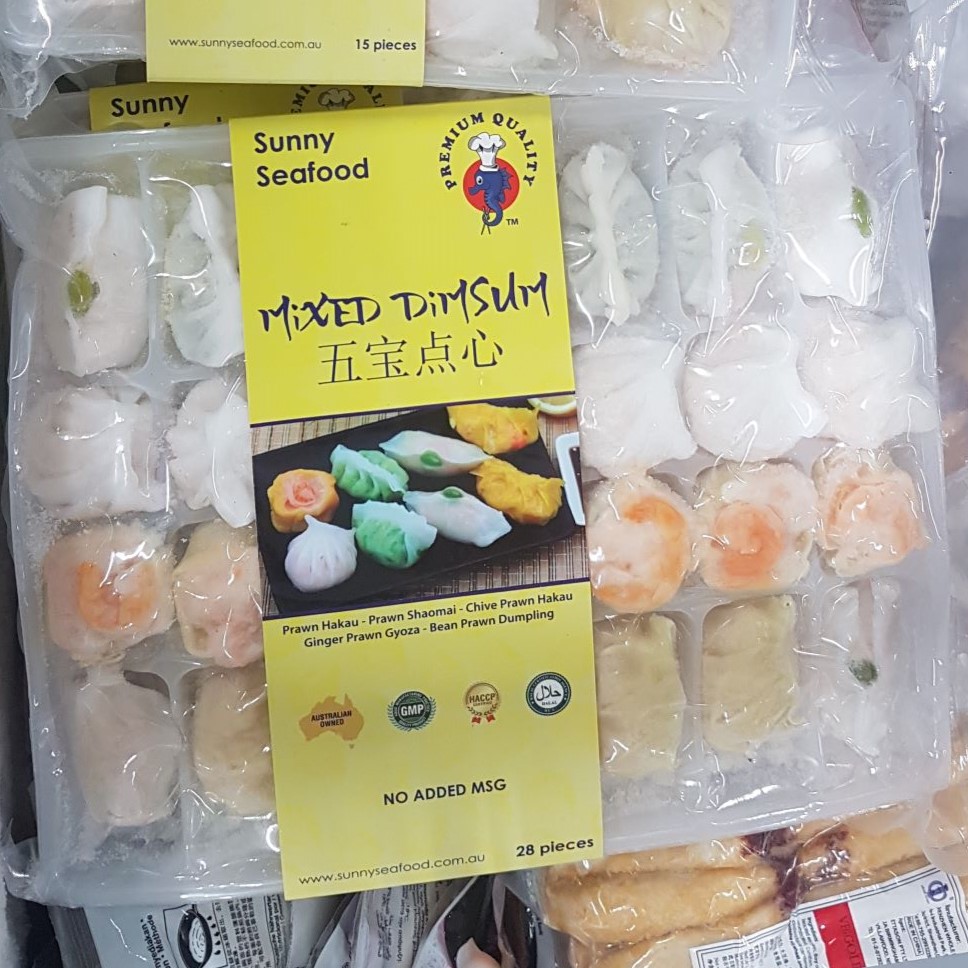 www.sunnyseafood.com.au
15 pieces
Sunny
Sunny
Seafood
PREMIUM QUALITY
TM
MiXED DiMSUM
五宝点心
Prawn Hakau - Prawn Shaomai - Chive Prawn Hakau
Ginger Prawn Gyoza - Bean Prawn Dumpling
AUSTRALIAN
OWNED
GMP
HACCP
حلال
HALAL
NO ADDED MSG
www.sunnyseafood.com.au
28 pieces